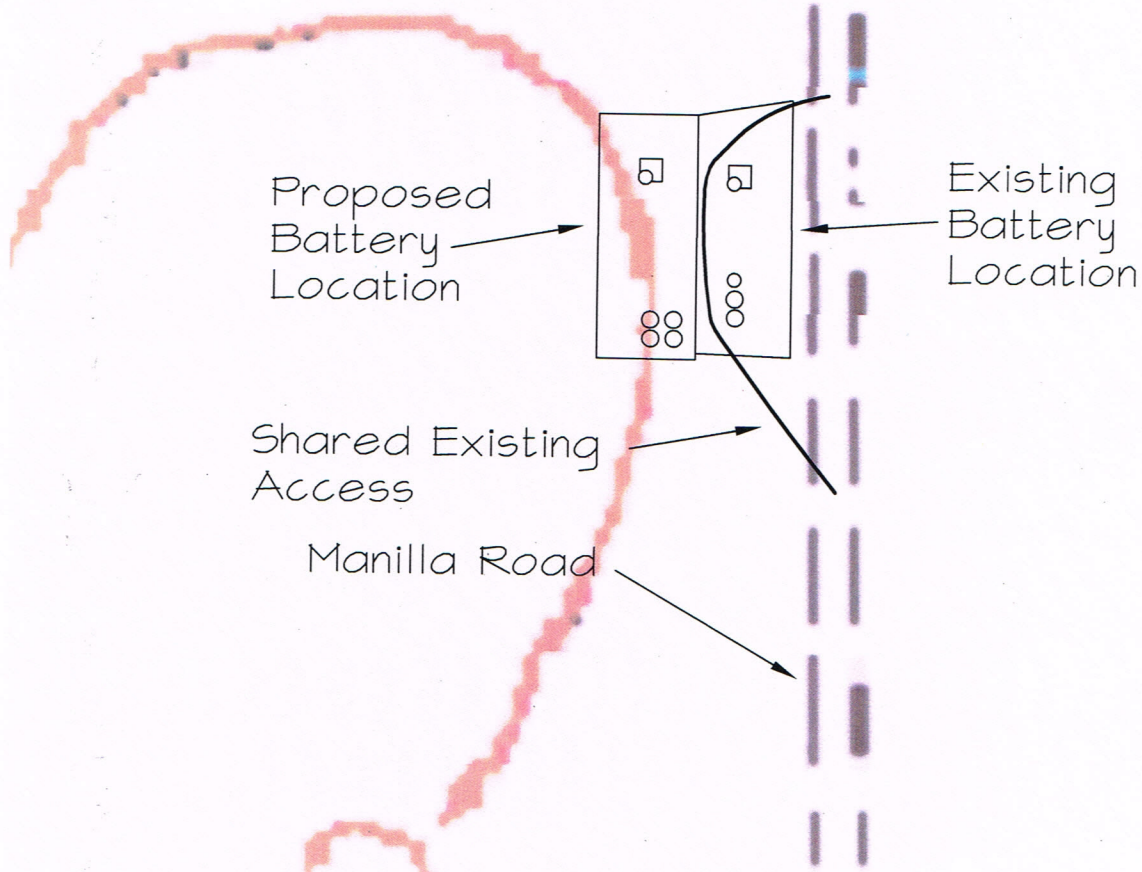 Proposed
Battery
Location
Existing
Battery
Location
Shared Existing
Access
Manilla Road